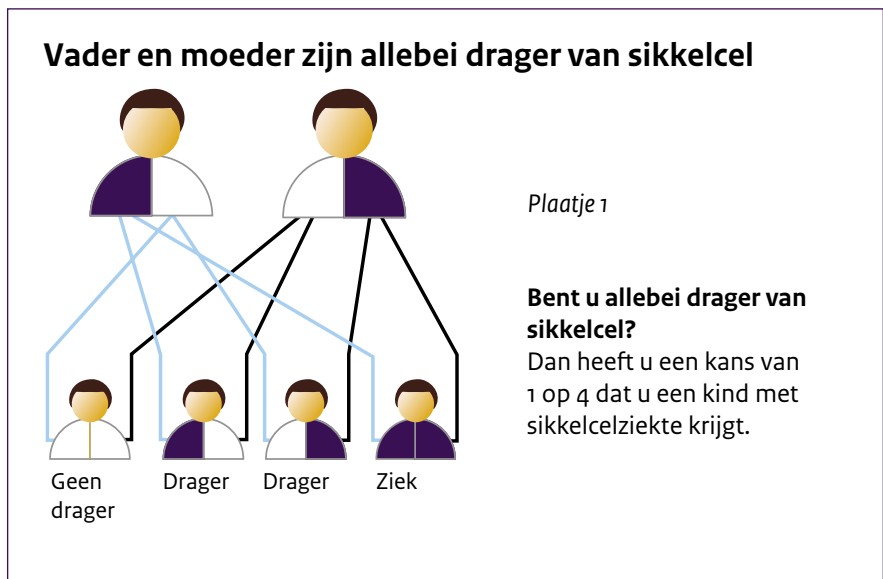 Vader en moeder zijn allebei drager van sikkelcel
Plaatje 1
Bent u allebei drager van
sikkelcel?
Dan heeft u een kans van
1 op 4 dat u een kind met
sikkelcelziekte krijgt.
Geen
drager
Drager
Drager
Ziek